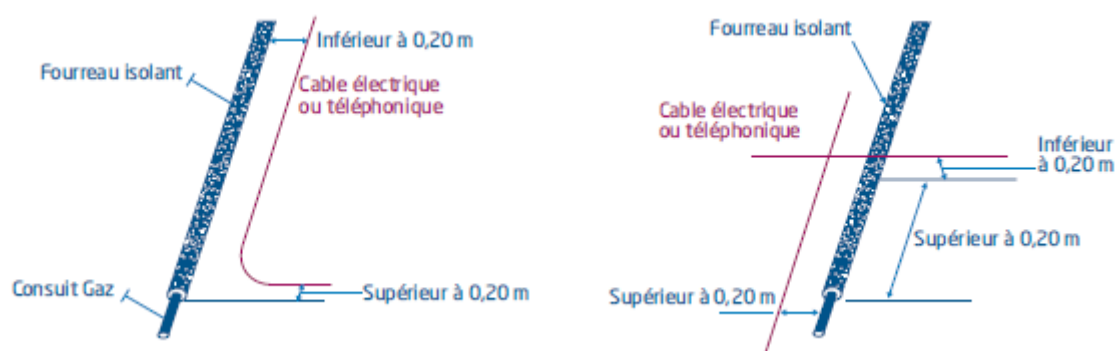 Inférieur à 0,20 m
Fourreau isolant
Cable électrique
ou téléphonique
Consuit Gaz
Supérieur à 0,20 m
Fourreau isolant
Cable électrique
ou téléphonique
Inférieur
à 0,20 m
Supérieur à 0,20 m
Supérieur à 0,20 m